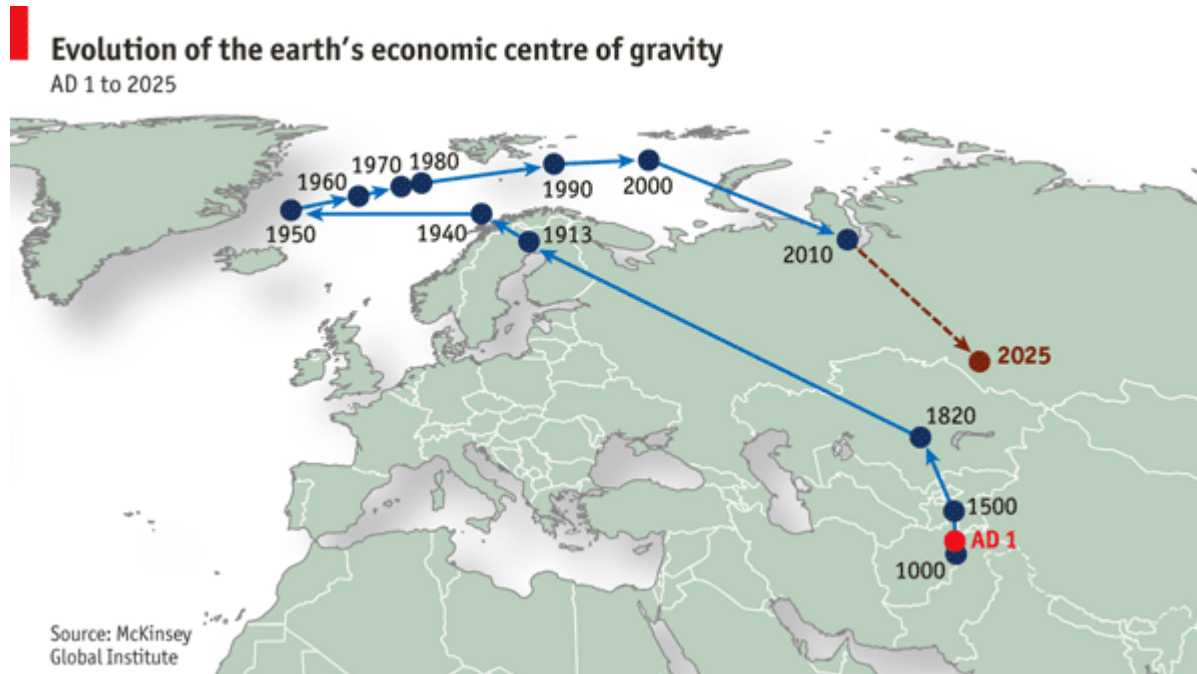 Evolution of the earth's economic centre of gravity
AD 1 to 2025
1970
1980
1960
1990
2000
1950
1940
1913
2010
2025
1820
1500
AD 1
1000
Source: McKinsey
Global Institute